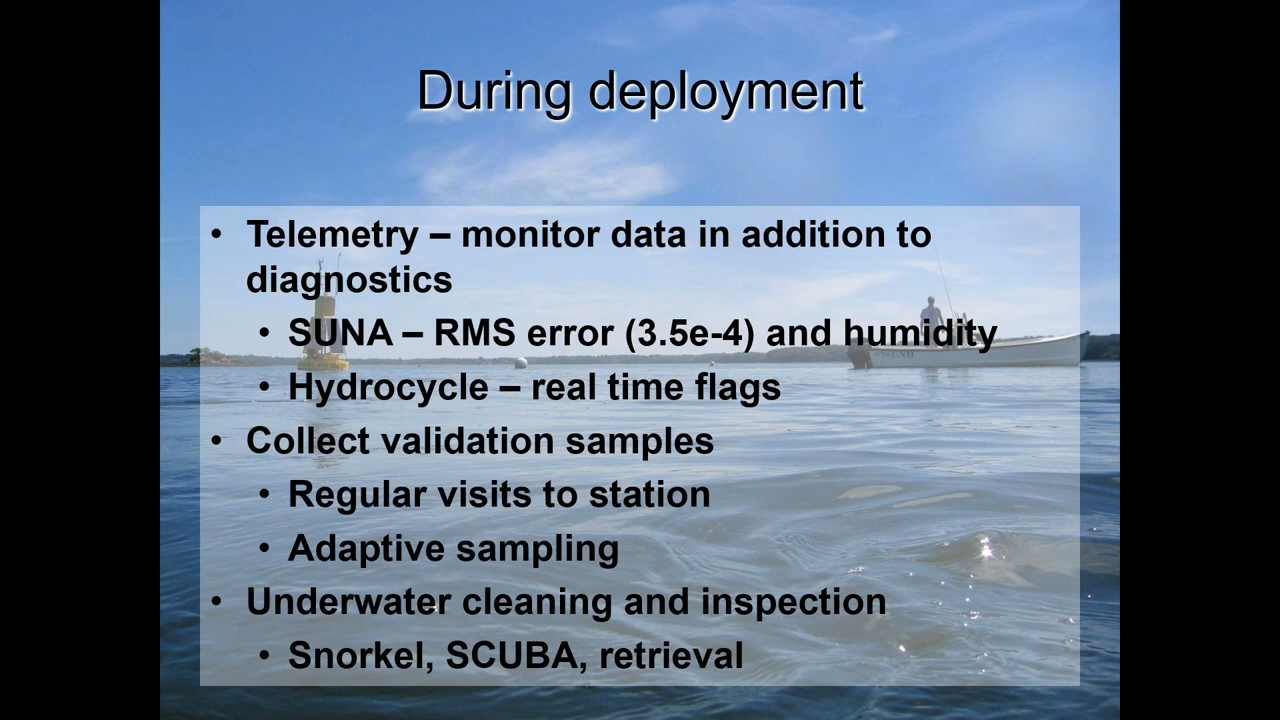 During deployment
• Telemetry – monitor data in addition to
diagnostics
• SUNA – RMS error (3.5e-4) and humidity
• Hydrocycle – real time flags
• Collect validation samples
• Regular visits to station
• Adaptive sampling
• Underwater cleaning and inspection
• Snorkel, SCUBA, retrieval